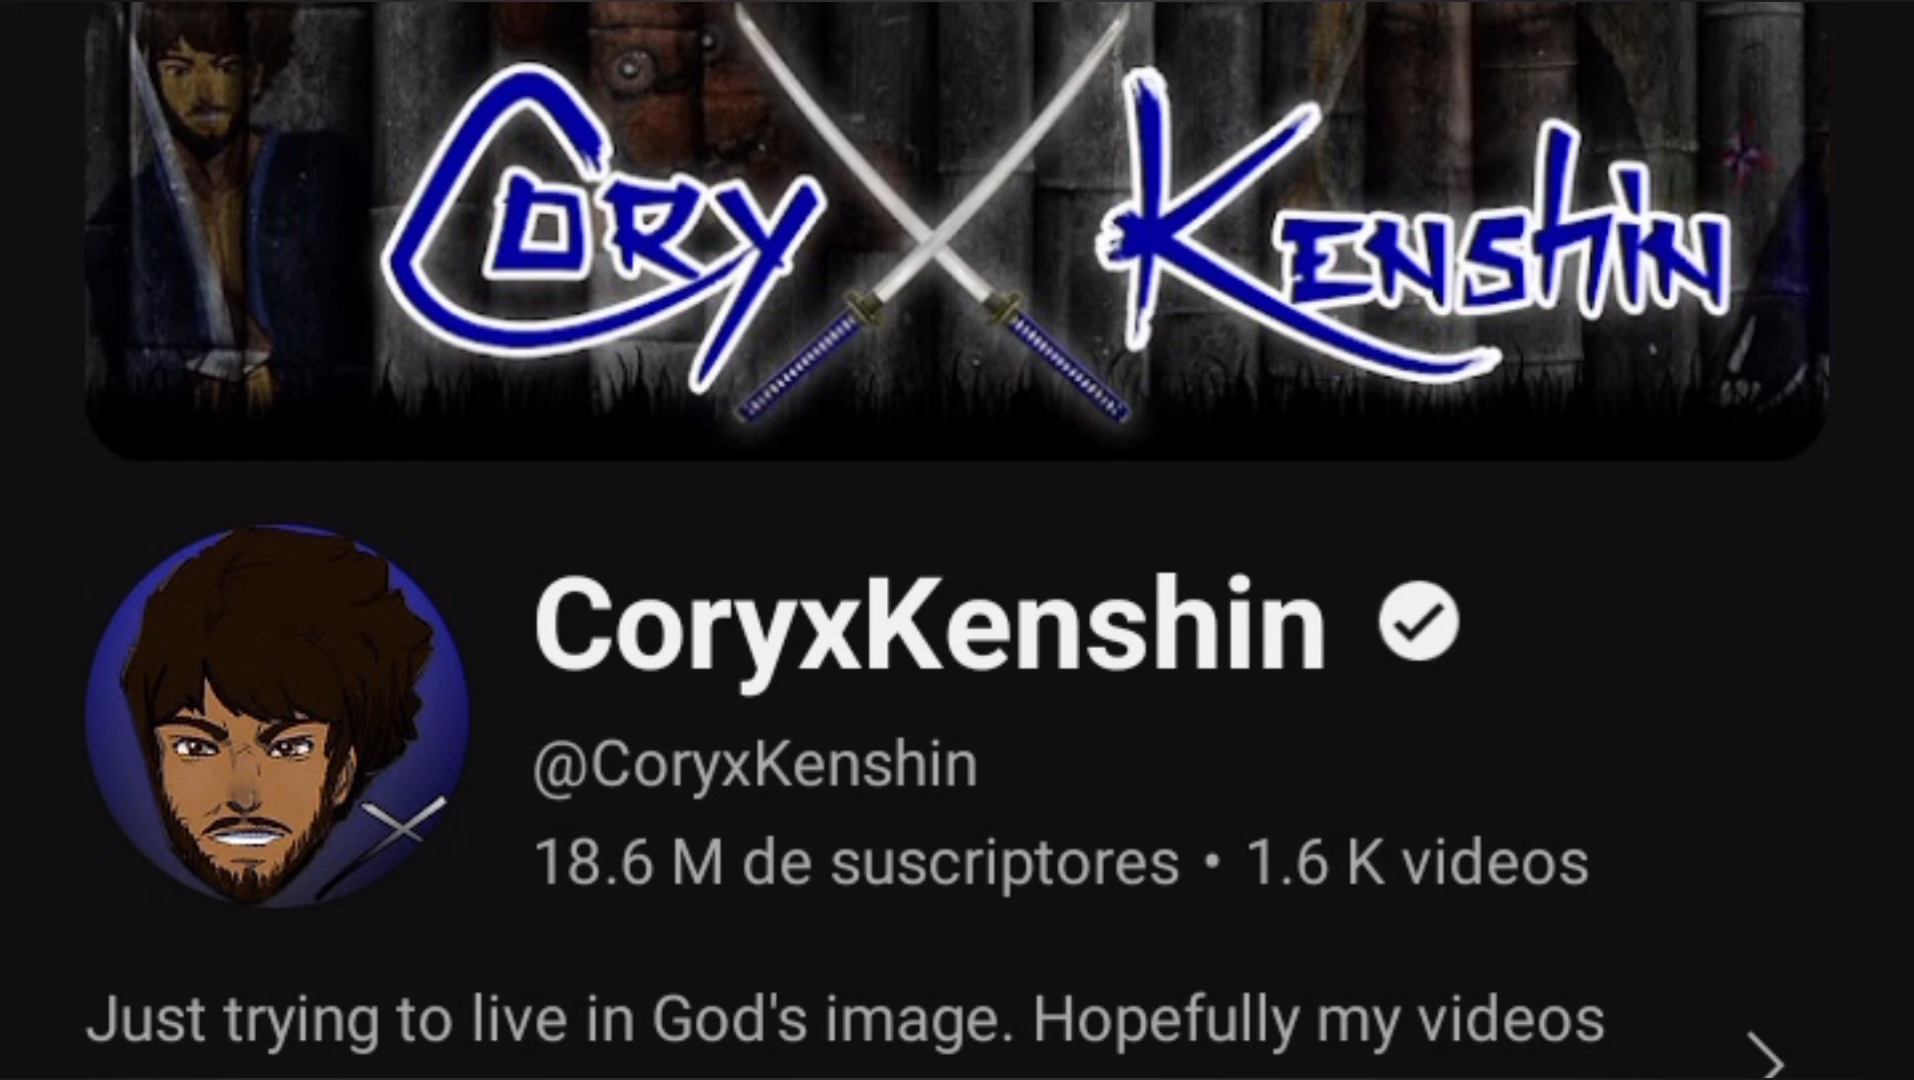 Cory Kenshin
CoryxKenshin
@CoryxKenshin
18.6 M de suscriptores • 1.6 K videos
Just trying to live in God's image. Hopefully my videos